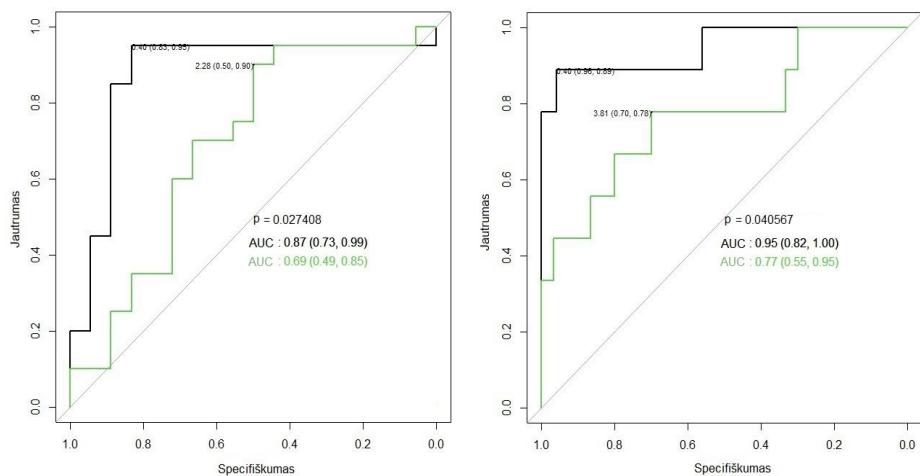 1.0
0.8
0.6
0.4
0.2
0.0
Jautrumas
0.40 (0.83, 0.95)
2.28 (0.50, 0.90)
p = 0.027408
AUC : 0.87 (0.73, 0.99)
AUC : 0.69 (0.49, 0.85)
1.0 0.8 0.6 0.4 0.2 0.0
Specifiškumas
1.0
0.8
0.6
0.4
0.2
0.0
Jautrumas
0.40 (0.96, 0.89)
3.81 (0.70, 0.78)
p = 0.040567
AUC : 0.95 (0.82, 1.00)
AUC : 0.77 (0.55, 0.95)
1.0 0.8 0.6 0.4 0.2 0.0
Specifiškumas